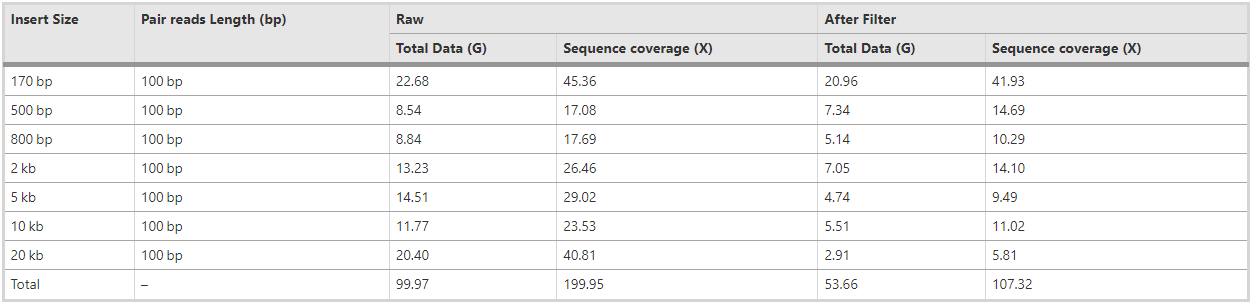 Insert Size Pair reads Length (bp) Raw After Filter
Total Data (G) Sequence coverage (X) Total Data (G) Sequence coverage (X)
170 bp 100 bp 22.68 45.36 20.96 41.93
500 bp 100 bp 8.54 17.08 7.34 14.69
800 bp 100 bp 8.84 17.69 5.14 10.29
2 kb 100 bp 13.23 26.46 7.05 14.10
5 kb 100 bp 14.51 29.02 4.74 9.49
10 kb 100 bp 11.77 23.53 5.51 11.02
20 kb 100 bp 20.40 40.81 2.91 5.81
Total – 99.97 199.95 53.66 107.32